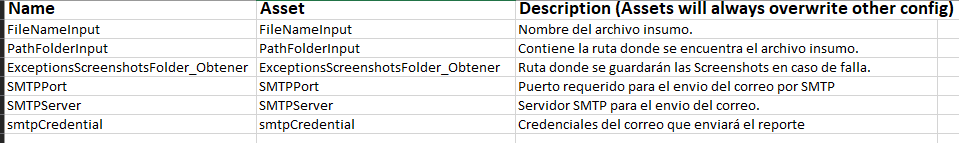 Name Asset Description (Assets will always overwrite other config)
FileNameInput FileNameInput Nombre del archivo insumo.
PathFolderInput PathFolderInput Contiene la ruta donde se encuentra el archivo insumo.
ExceptionsScreenshotsFolder_Obtener ExceptionsScreenshotsFolder_Obtener Ruta donde se guardarán las Screenshots en caso de falla.
SMTPPort SMTPPort Puerto requerido para el envio del correo por SMTP
SMTPServer SMTPServer Servidor SMTP para el envio del correo.
smtpCredential smtpCredential Credenciales del correo que enviará el reporte